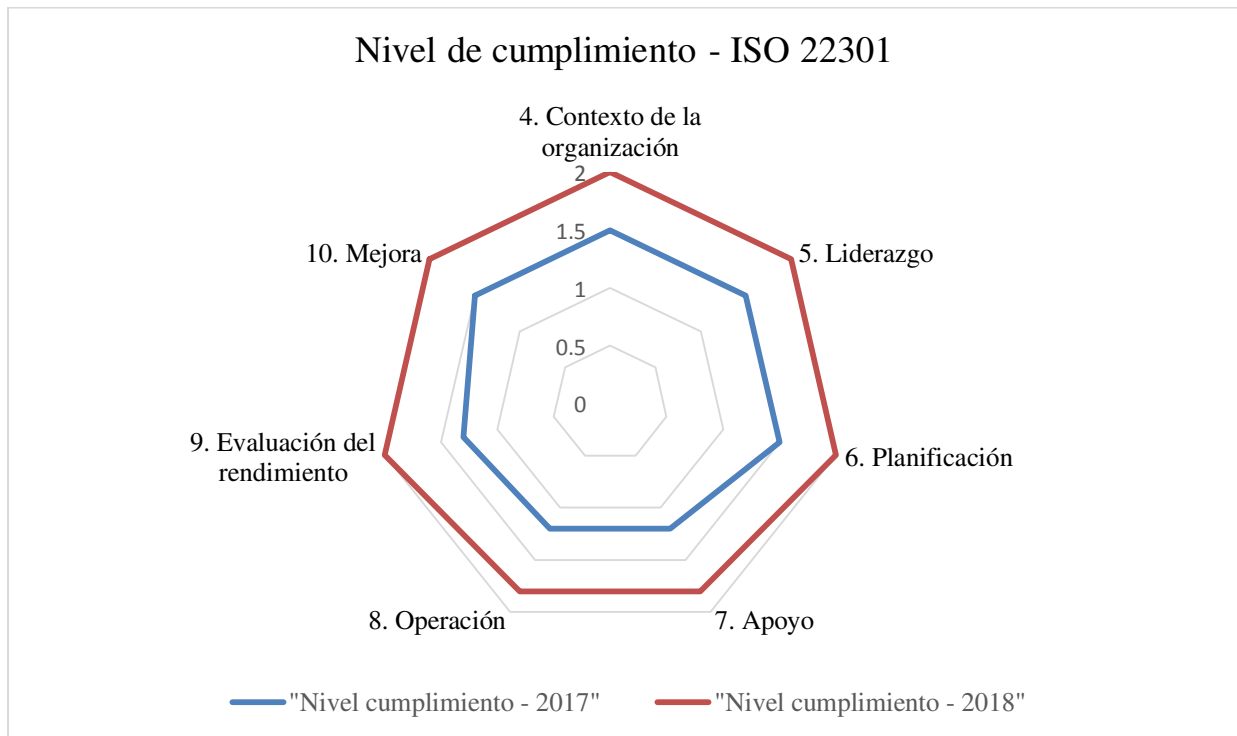 Nivel de cumplimiento - ISO 22301
4. Contexto de la
organización
2
1.5
1
0.5
0
10. Mejora
5. Liderazgo
9. Evaluación del
rendimiento
6. Planificación
8. Operación
7. Apoyo
"Nivel cumplimiento - 2017"
"Nivel cumplimiento - 2018"